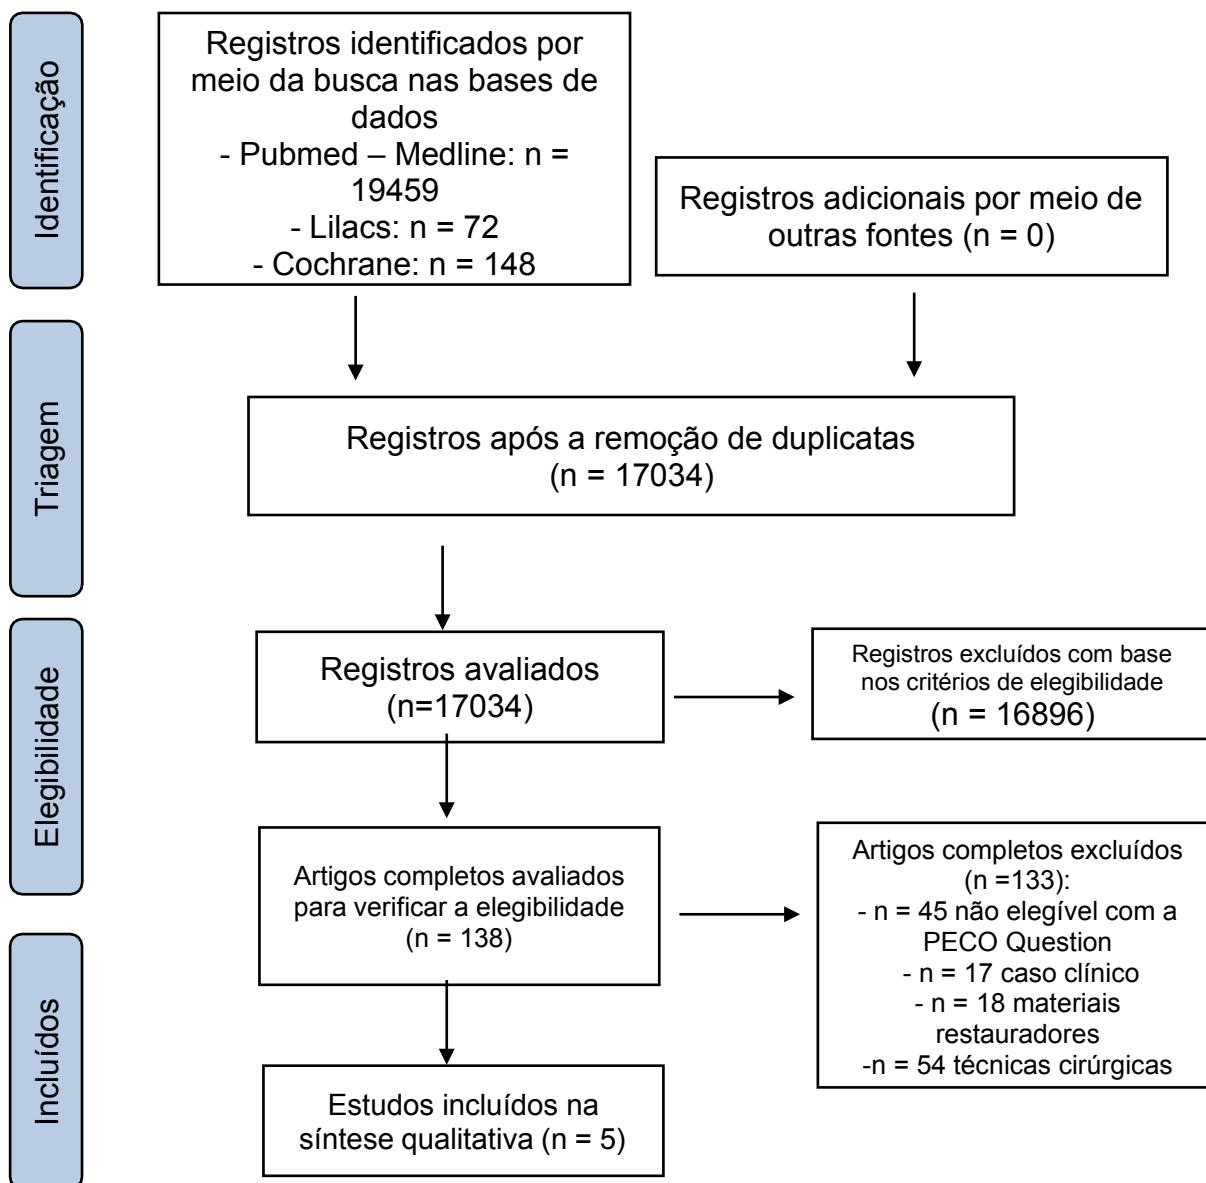 Identificação
Registros identificados por
meio da busca nas bases de
dados
- Pubmed – Medline: n =
19459
- Lilacs: n = 72
- Cochrane: n = 148
Registros adicionais por meio de
outras fontes (n = 0)
Triagem
Registros após a remoção de duplicatas
(n = 17034)
Elegibilidade
Registros avaliados
(n=17034)
Registros excluídos com base
nos critérios de elegibilidade
(n = 16896)
Artigos completos avaliados
para verificar a elegibilidade
(n = 138)
Artigos completos excluídos
(n =133):
- n = 45 não elegível com a
PECO Question
- n = 17 caso clínico
- n = 18 materiais
restauradores
-n = 54 técnicas cirúrgicas
Incluídos
Estudos incluídos na
síntese qualitativa (n = 5)